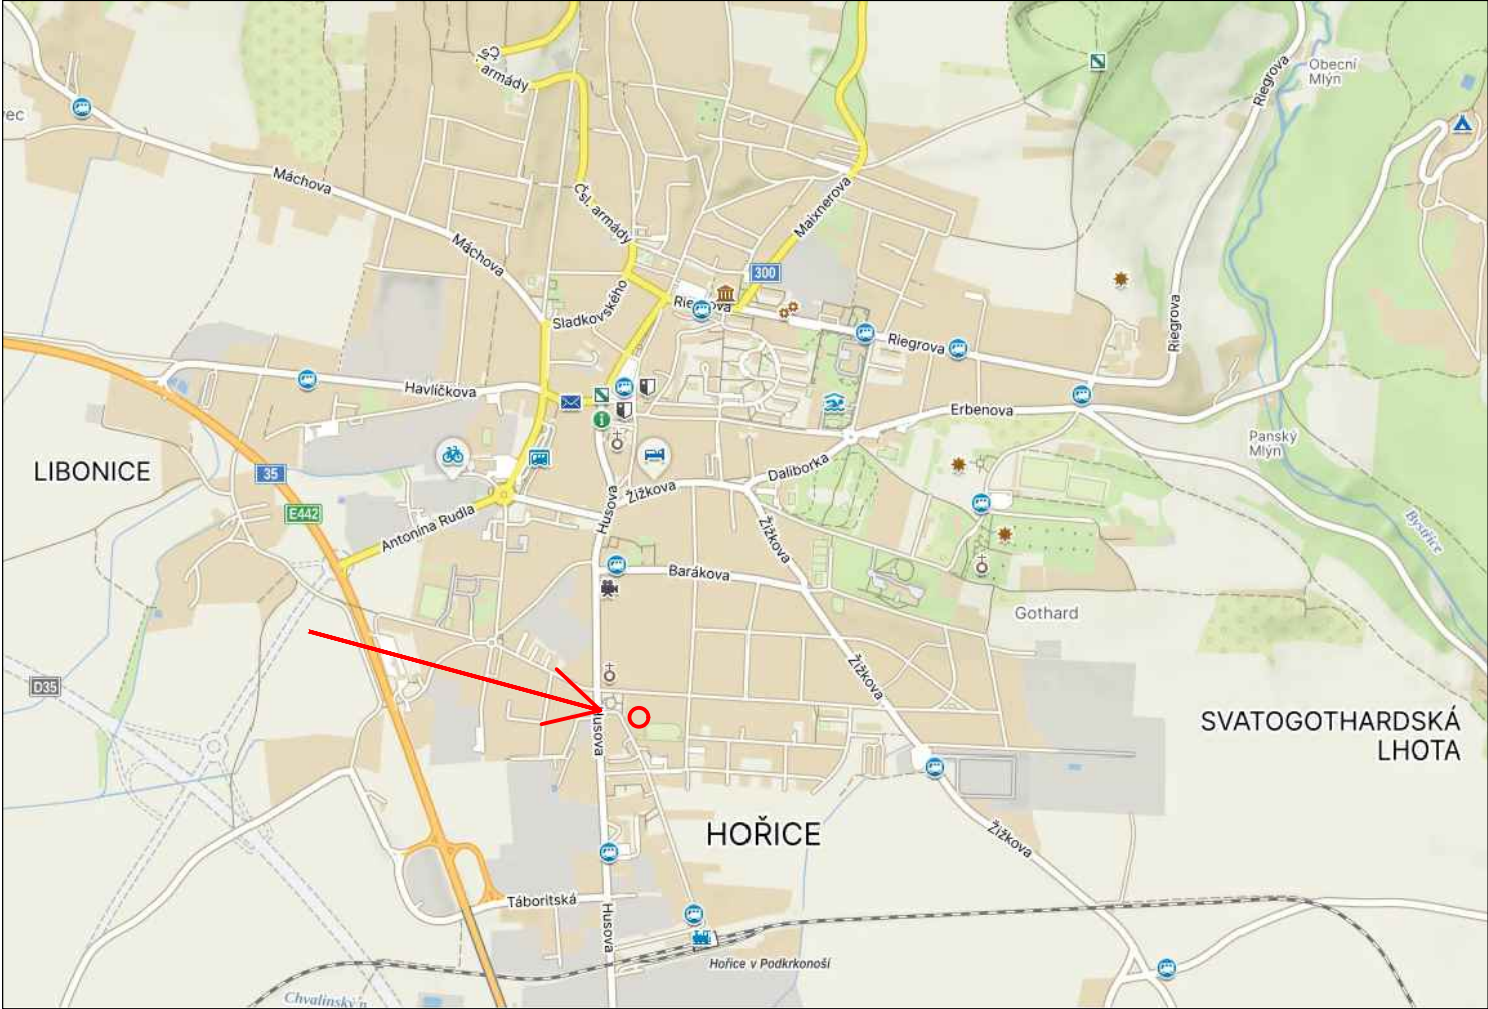 Čsl.
armády
Obecní
Mlýn
Riegrova
vec
Máchova
Čsl. armády
Maixnerova
Máchova
300
Riegrova
Sladkovského
Riegrova
Riegrova
Havlíčkova
Erbenova
i
Panský
Mlýn
LIBONICE
35
Daliborka
E442
Žižkova
Husova
Antonína Rudla
Žižkova
Bystřice
Barákova
Gothard
Žižkova
D35
Husova
SVATOGOTHARDSKÁ
LHOTA
HOŘICE
Žižkova
Táboritská
Husova
Hořice v Podkrkonoší
Chvalinský p.